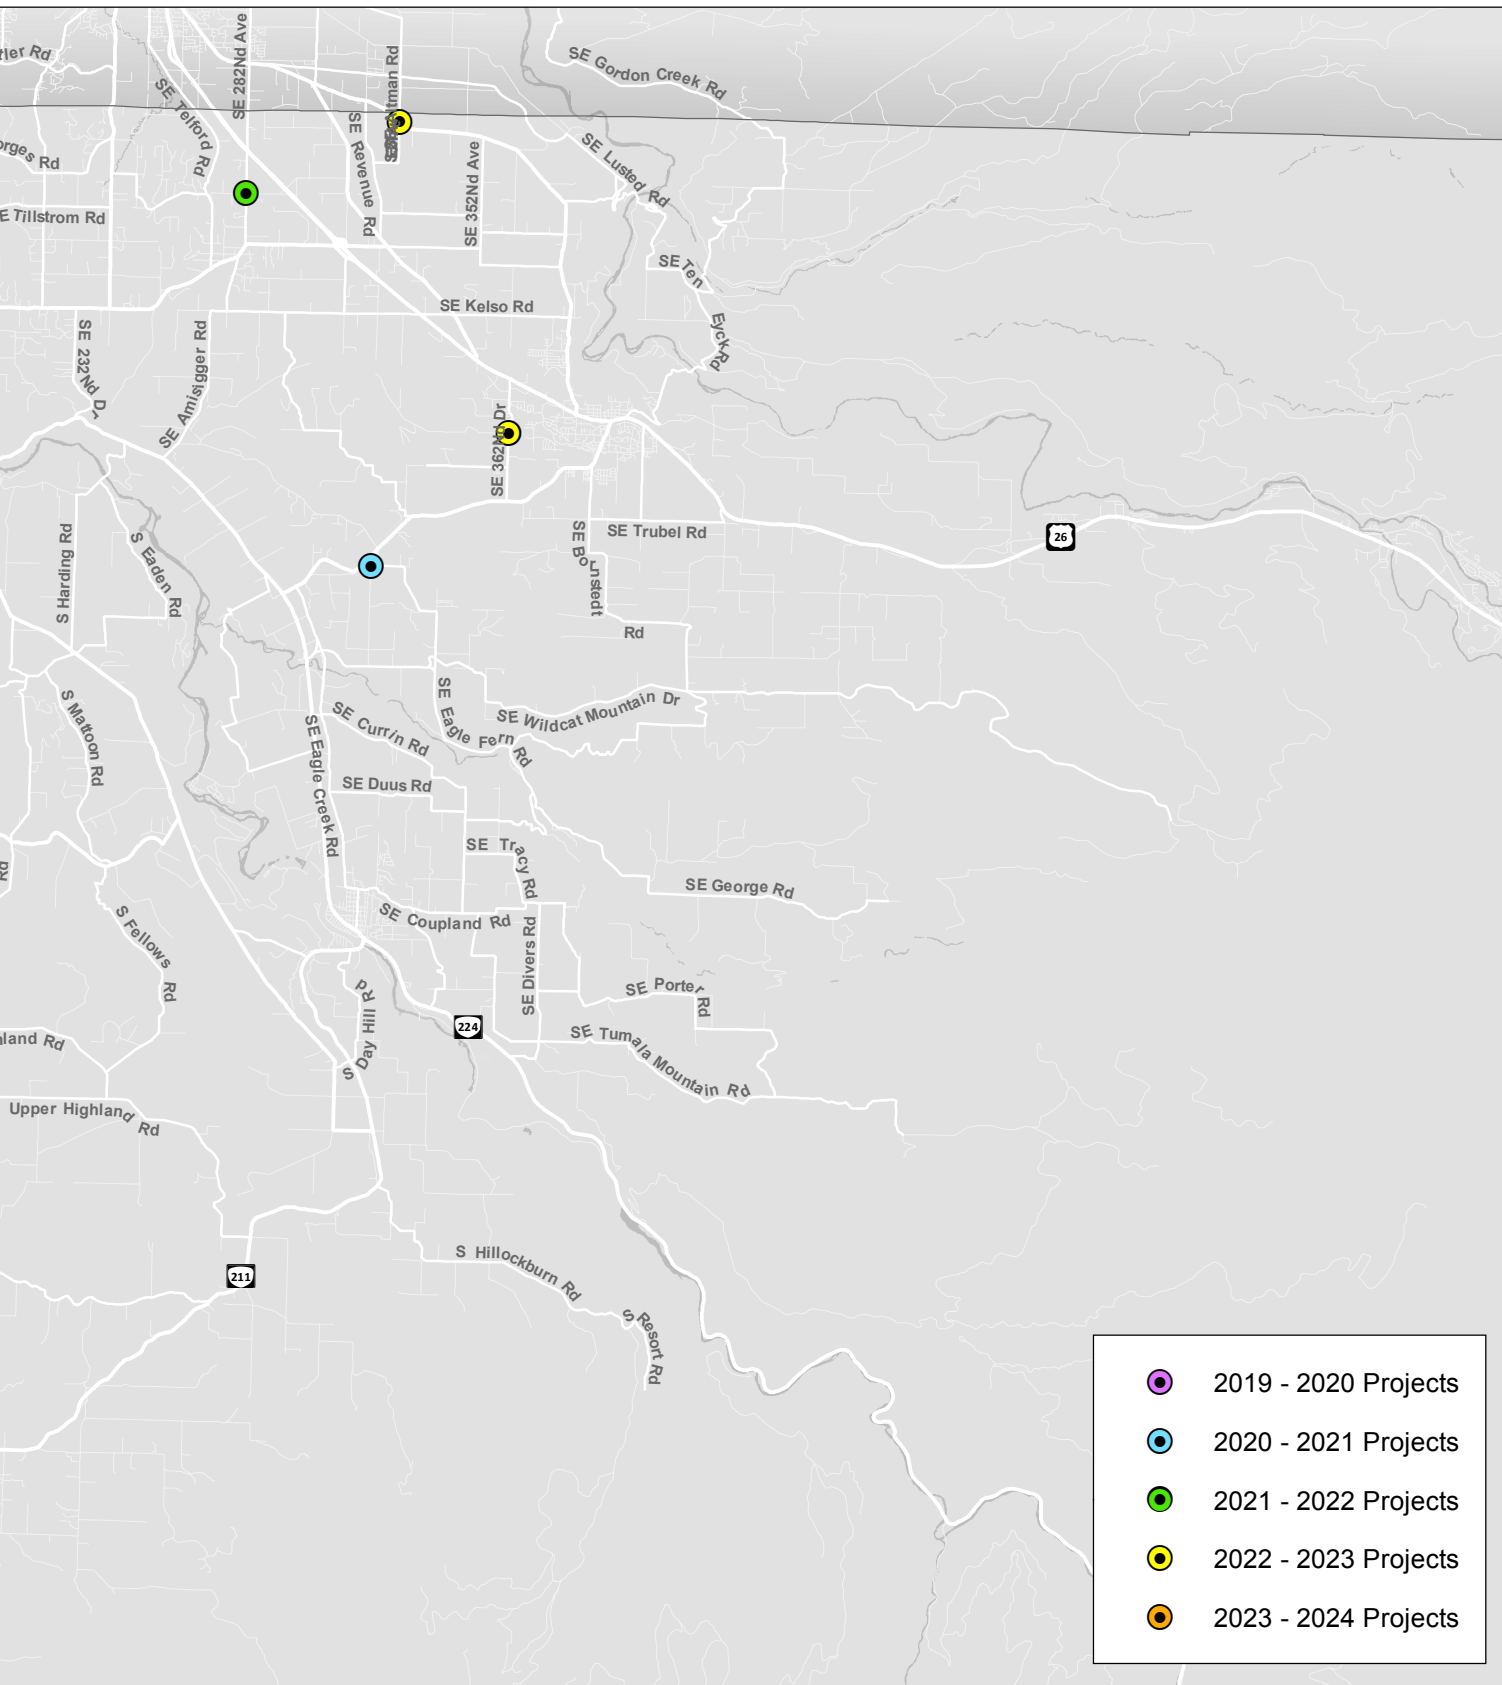 SE 282Nd Ave
SE Gordon Creek Rd
SE Telford Rd
SE Revenue Rd
SE Lusted Rd
SE 352Nd Ave
Rd
E Tillstrom Rd
SE Ten Eyck Rd
SE Kelso Rd
SE 232Nd Dr
SE Amisigger Rd
SE 362Nd Dr
SE Trubel Rd
26
SE Bornstedt Rd
S Harding Rd
S Eaden Rd
S Mattoon Rd
SE Eagle Fern Rd
SE Wildcat Mountain Dr
SE Currin Rd
SE Eagle Creek Rd
SE Duus Rd
SE Tracy Rd
Rd
SE George Rd
SE Coupland Rd
S Fellows Rd
SE Divers Rd
S Day Hill Rd
SE Porter Rd
224
SE Tumala Mountain Rd
land Rd
Upper Highland Rd
S Hillockburn Rd
211
S Resort Rd
2019 - 2020 Projects
2020 - 2021 Projects
2021 - 2022 Projects
2022 - 2023 Projects
2023 - 2024 Projects